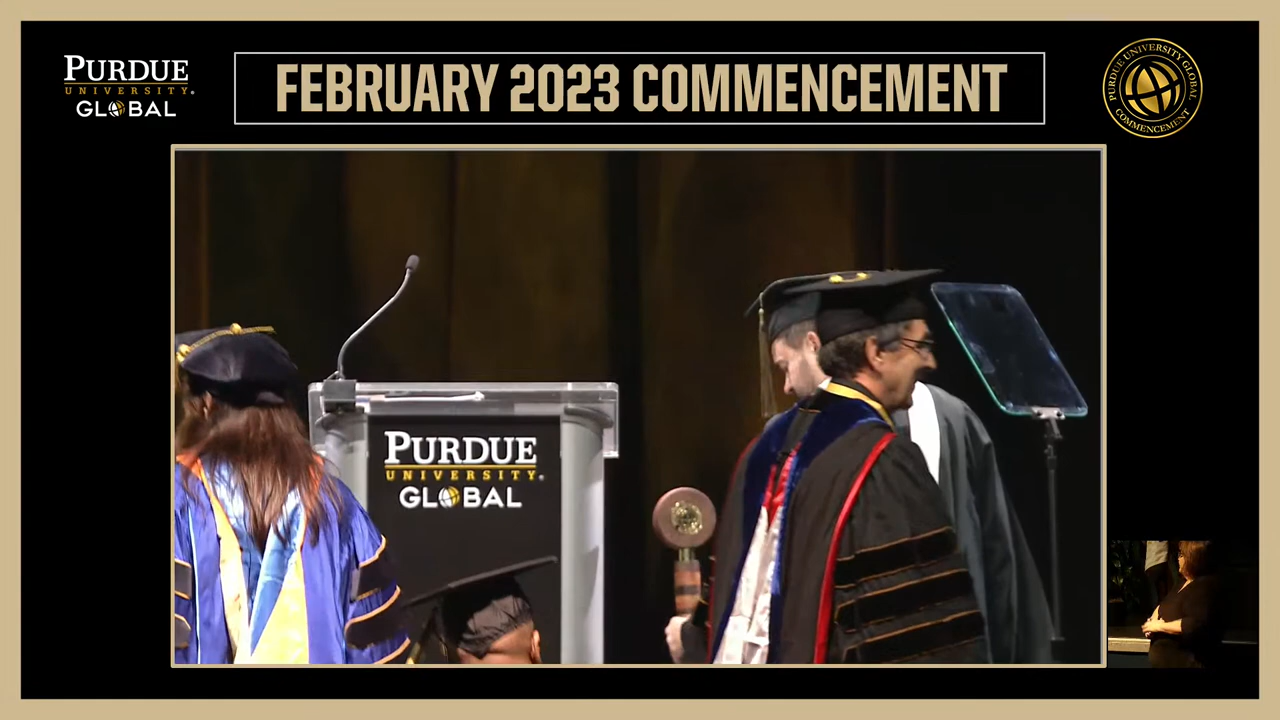 PURDUE
UNIVERSITY®
GLOBAL
FEBRUARY 2023 COMMENCEMENT
PURDUE UNIVERSITY GLOBAL
COMMENCEMENT
PURDUE
UNIVERSITY®
GLOBAL